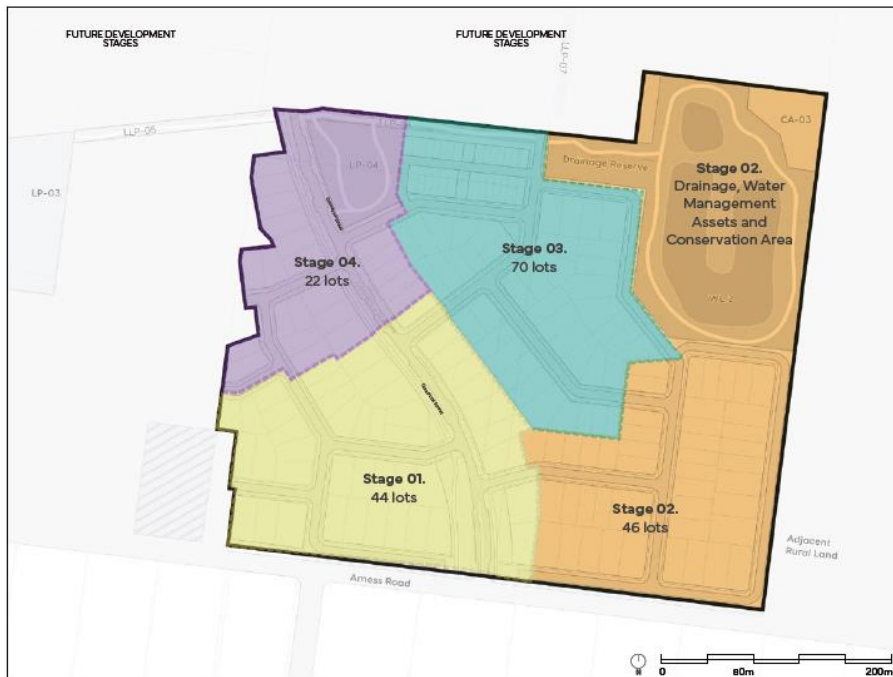 FUTURE DEVELOPMENT
STAGES
FUTURE DEVELOPMENT
STAGES
LLP-07
LLP-05
LP-03
LP-04
CA-03
Drainage Reserve
Stage 02.
Drainage, Water
Management
Assets and
Conservation Area
WL-2
Stage 03.
70 lots
Stage 04.
22 lots
Stage 01.
44 lots
Stage 02.
46 lots
Adjacent
Rural Land
Arness Road
N
0
80m
200m